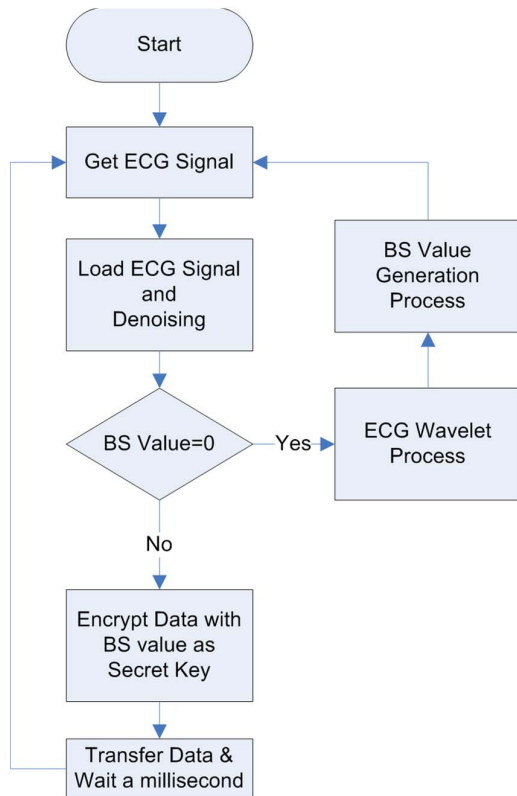 Start
Get ECG Signal
Load ECG Signal
and
Denoising
BS Value=0
Yes
ECG Wavelet
Process
BS Value
Generation
Process
No
Encrypt Data with
BS value as
Secret Key
Transfer Data &
Wait a millisecond